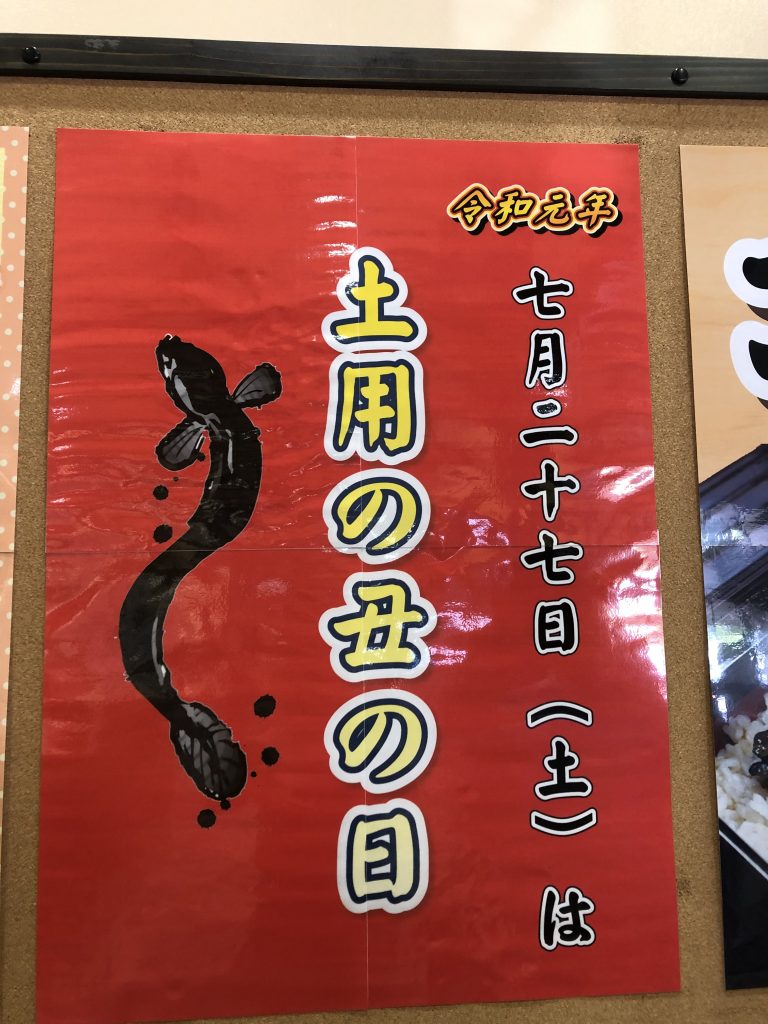 令和元年
七月二十七日（土）は
土用の丑の日